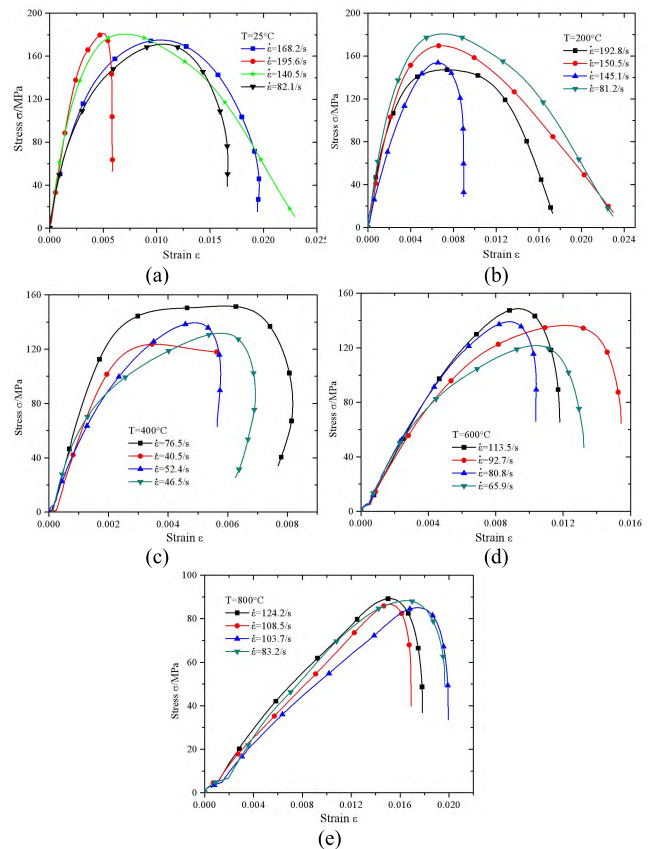 180
160
120
80
40
0
0.000
0.005
0.010
0.015
0.020
0.025
Stress σ/MPa
Strain ε
T=25°C
ε̇=168.2/s
ε̇=195.6/s
ε̇=140.5/s
ε̇=82.1/s
(a)
200
160
120
80
40
0
0.000
0.004
0.008
0.012
0.016
0.020
0.024
Stress σ/MPa
Strain ε
T=200°C
ε̇=192.8/s
ε̇=150.5/s
ε̇=145.1/s
ε̇=81.2/s
(b)
160
120
80
40
0
0.000
0.002
0.004
0.006
0.008
Stress σ/MPa
Strain ε
T=400°C
ε̇=76.5/s
ε̇=40.5/s
ε̇=52.4/s
ε̇=46.5/s
(c)
160
120
80
40
0
0.000
0.004
0.008
0.012
0.016
Stress σ/MPa
Strain ε
T=600°C
ε̇=113.5/s
ε̇=92.7/s
ε̇=80.8/s
ε̇=65.9/s
(d)
100
80
60
40
20
0
0.000
0.004
0.008
0.012
0.016
0.020
Stress σ/MPa
Strain ε
T=800°C
ε̇=124.2/s
ε̇=108.5/s
ε̇=103.7/s
ε̇=83.2/s
(e)